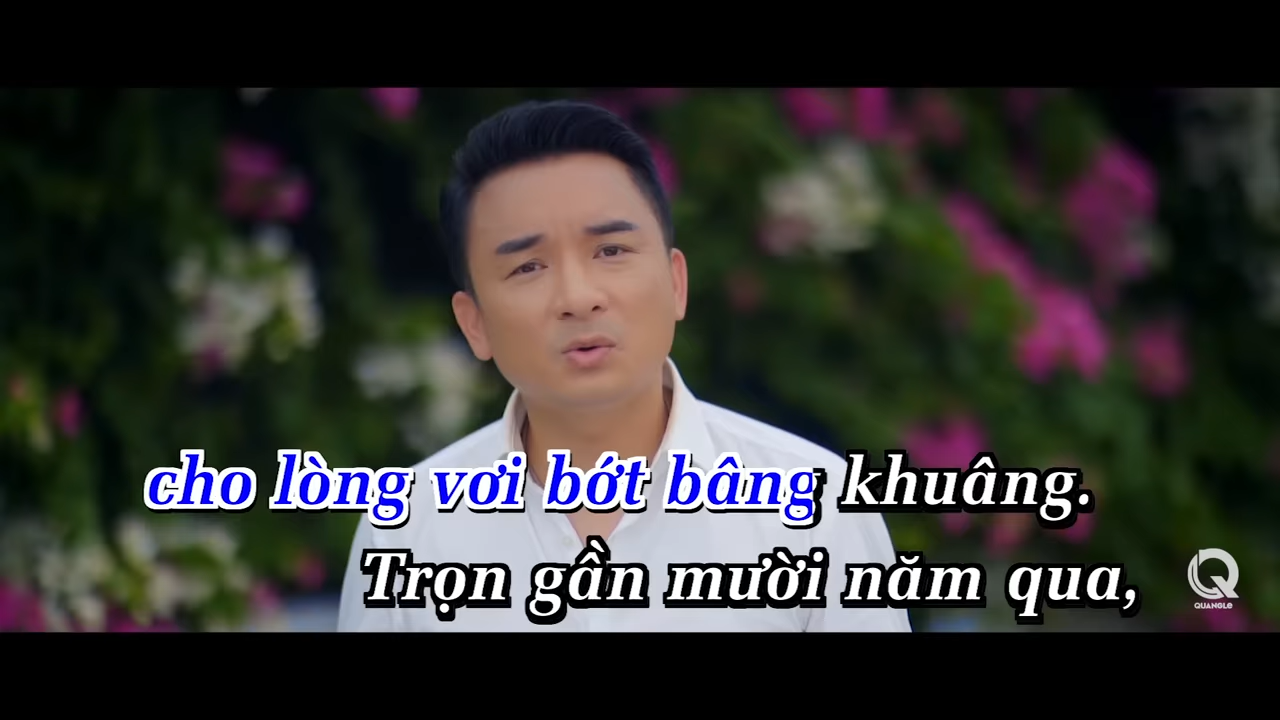 cho lòng vơi bớt bâng khuâng.
Trọn gần mười năm qua,
QUANGLE